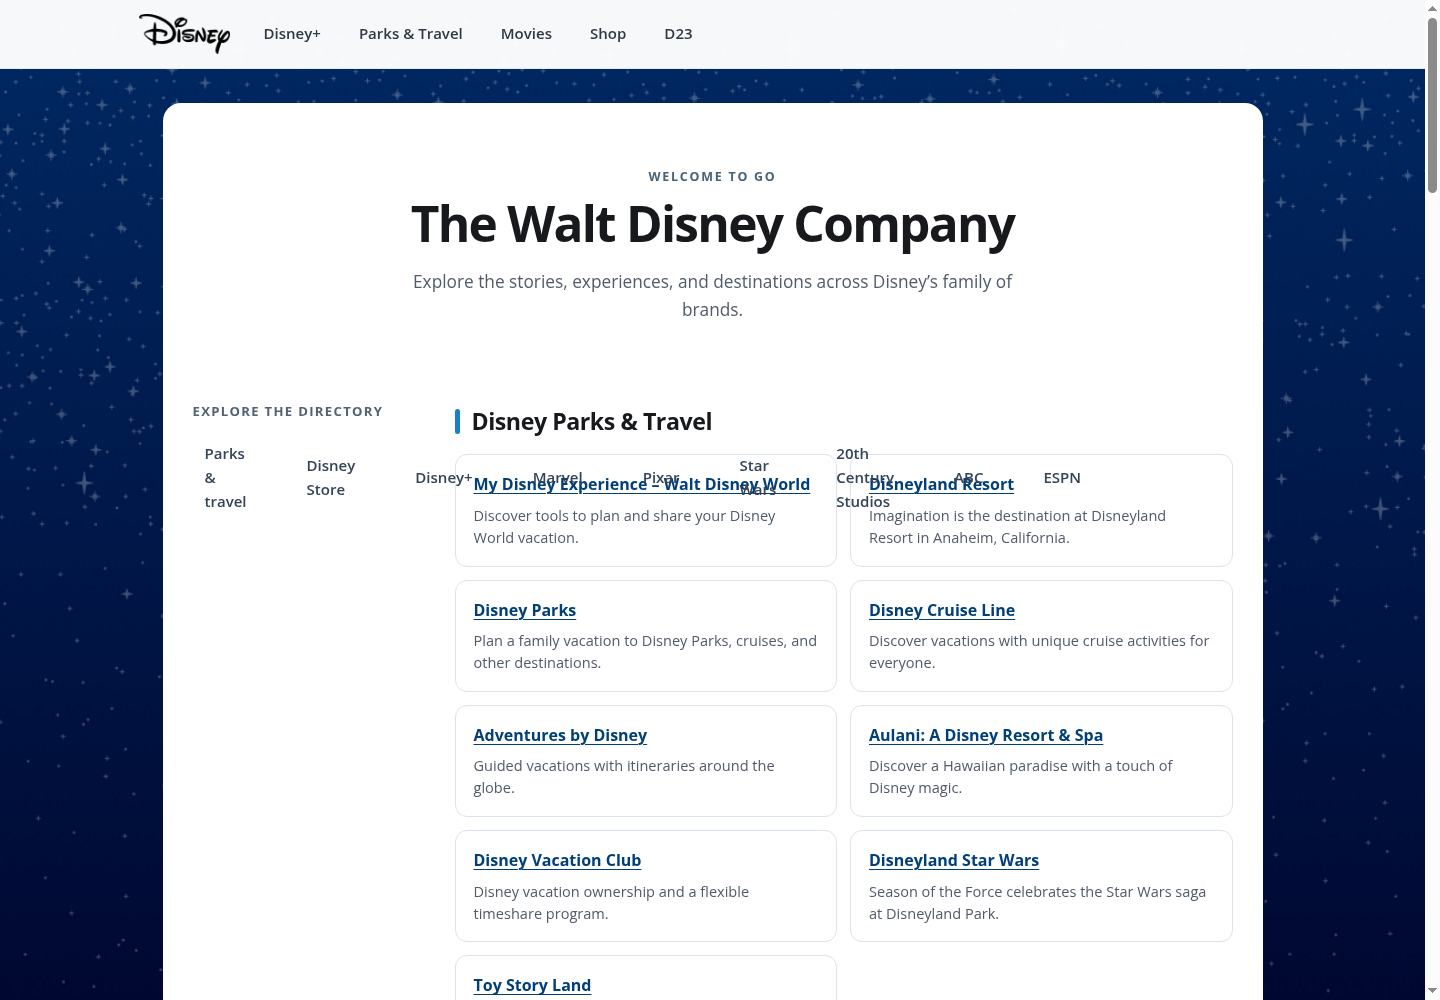 Disney
Disney+
Parks & Travel
Movies
Shop
D23
WELCOME TO GO
The Walt Disney Company
Explore the stories, experiences, and destinations across Disney’s family of
brands.
EXPLORE THE DIRECTORY
Parks
&
travel
Disney
Store
Disney+
Marvel
Pixar
Star
Wars
20th
Century
Studios
ABC
ESPN
Disney Parks & Travel
My Disney Experience – Walt Disney World
Discover tools to plan and share your Disney
World vacation.
Disneyland Resort
Imagination is the destination at Disneyland
Resort in Anaheim, California.
Disney Parks
Plan a family vacation to Disney Parks, cruises, and
other destinations.
Disney Cruise Line
Discover vacations with unique cruise activities for
everyone.
Adventures by Disney
Guided vacations with itineraries around the
globe.
Aulani: A Disney Resort & Spa
Discover a Hawaiian paradise with a touch of
Disney magic.
Disney Vacation Club
Disney vacation ownership and a flexible
timeshare program.
Disneyland Star Wars
Season of the Force celebrates the Star Wars saga
at Disneyland Park.
Toy Story Land